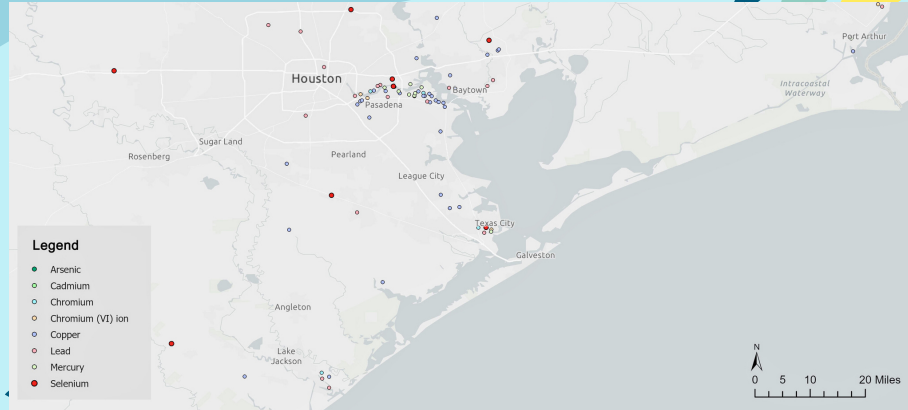 Port Arthur
Houston
Intracoastal
Waterway
Baytown
Pasadena
Sugar Land
Rosenberg
Pearland
League City
Texas City
Galveston
Angleton
Lake
Jackson
Legend
Arsenic
Cadmium
Chromium
Chromium (VI) ion
Copper
Lead
Mercury
Selenium
N
0 5 10 20 Miles